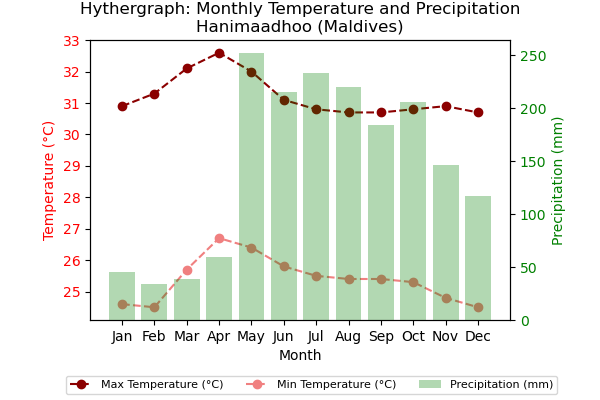 Hythergraph: Monthly Temperature and Precipitation
Hanimaadhoo (Maldives)
33
32
31
30
29
28
27
26
25
Temperature (°C)
250
200
150
100
50
0
Precipitation (mm)
Jan Feb Mar Apr May Jun Jul Aug Sep Oct Nov Dec
Month
Max Temperature (°C) Min Temperature (°C) Precipitation (mm)